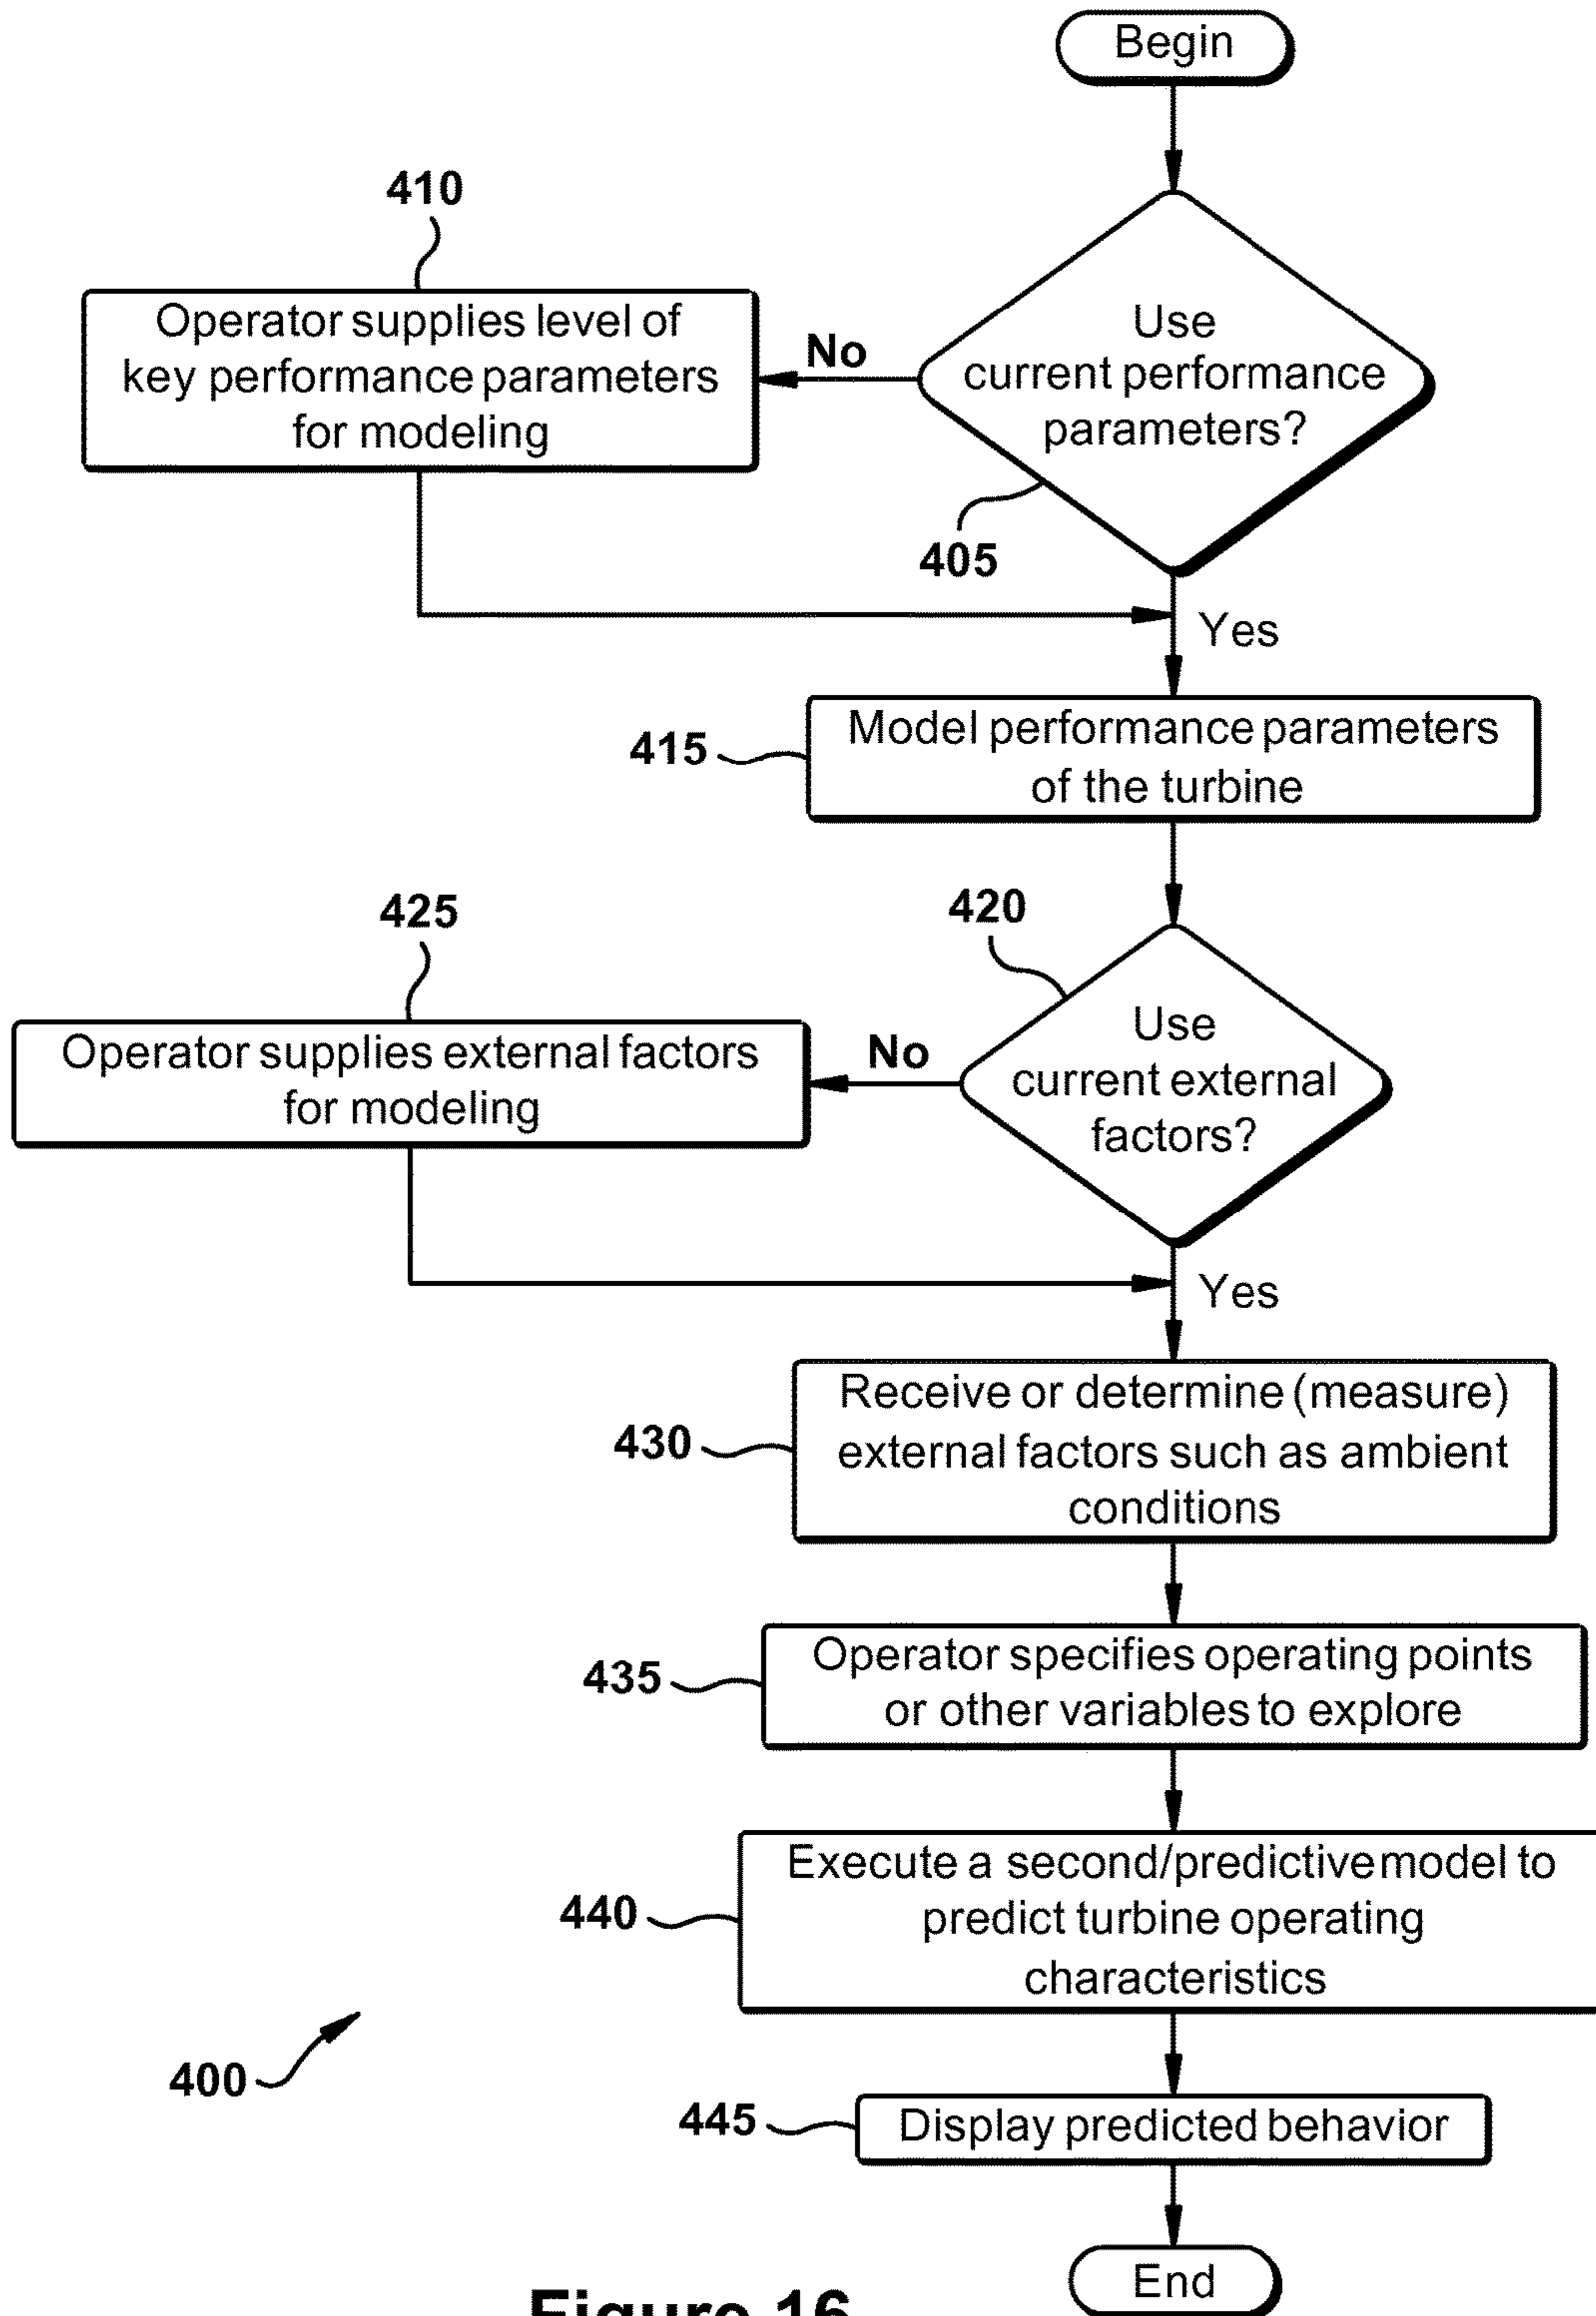 Begin
410
Operator supplies level of
key performance parameters
for modeling
No
Use
current performance
parameters?
405
Yes
415
Model performance parameters
of the turbine
425
420
Operator supplies external factors
for modeling
No
Use
current external
factors?
Yes
430
Receive or determine (measure)
external factors such as ambient
conditions
435
Operator specifies operating points
or other variables to explore
440
Execute a second/predictive model to
predict turbine operating
characteristics
400
445
Display predicted behavior
End
Figure 16